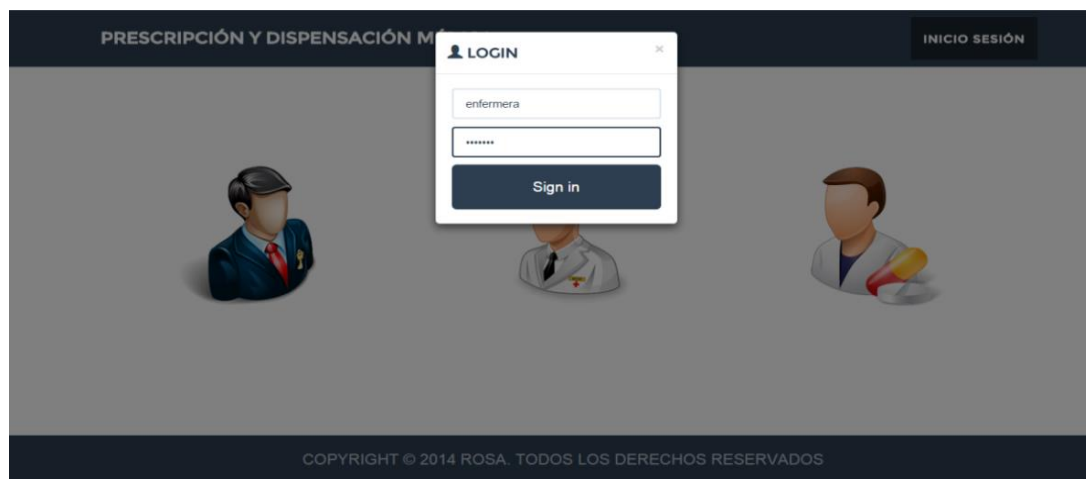 PRESCRIPCIÓN Y DISPENSACIÓN
INICIO SESIÓN
LOGIN
×
enfermera
•••••••
Sign in
COPYRIGHT © 2014 ROSA. TODOS LOS DERECHOS RESERVADOS